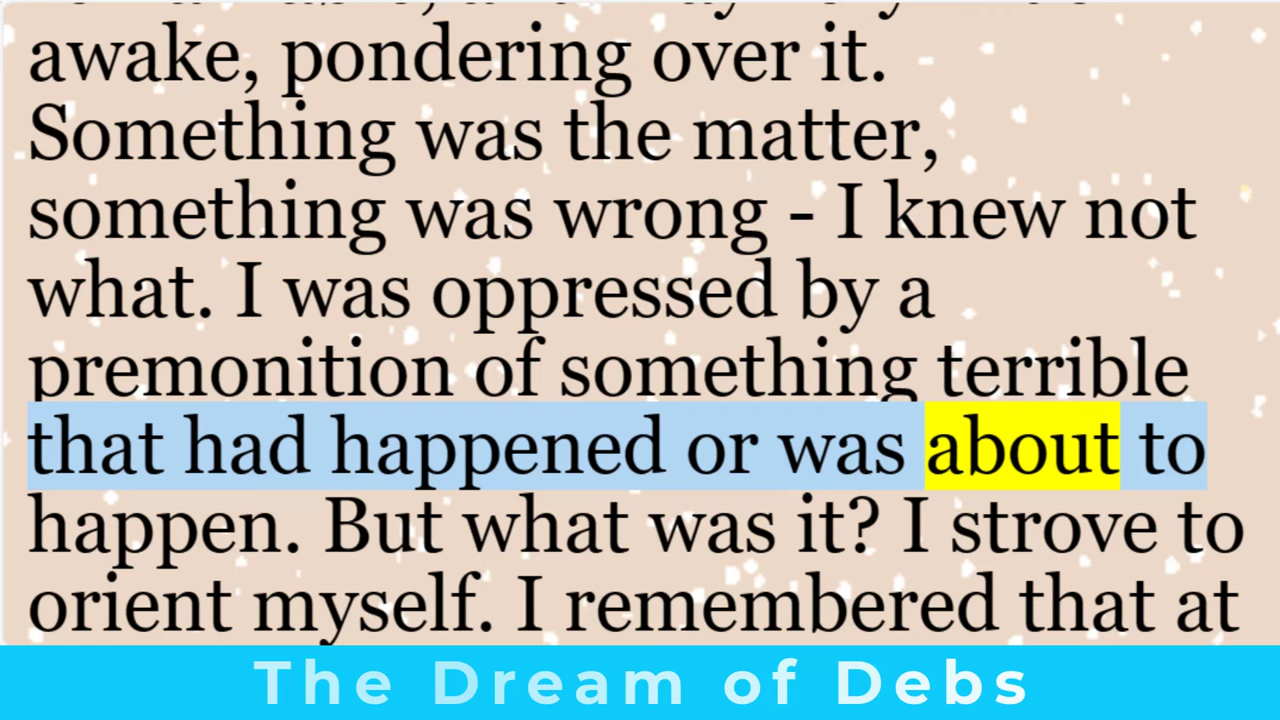 awake, pondering over it.
Something was the matter,
something was wrong - I knew not
what. I was oppressed by a
premonition of something terrible
that had happened or was about to
happen. But what was it? I strove to
orient myself. I remembered that at
The Dream of Debs